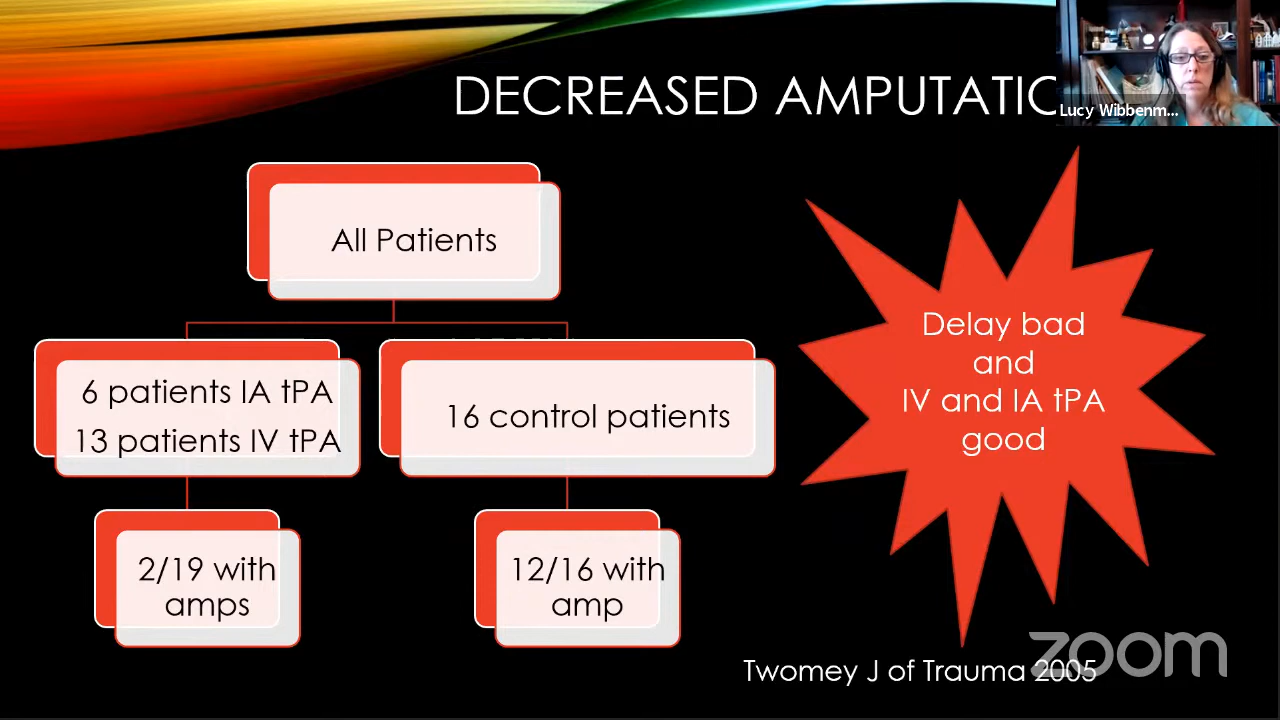 DECREASED AMPUTATIO
Lucy Wibbenm...
All Patients
6 patients IA tPA
13 patients IV tPA
16 control patients
2/19 with
amps
12/16 with
amp
Delay bad
and
IV and IA tPA
good
Twomey J of Trauma 2005
zoom